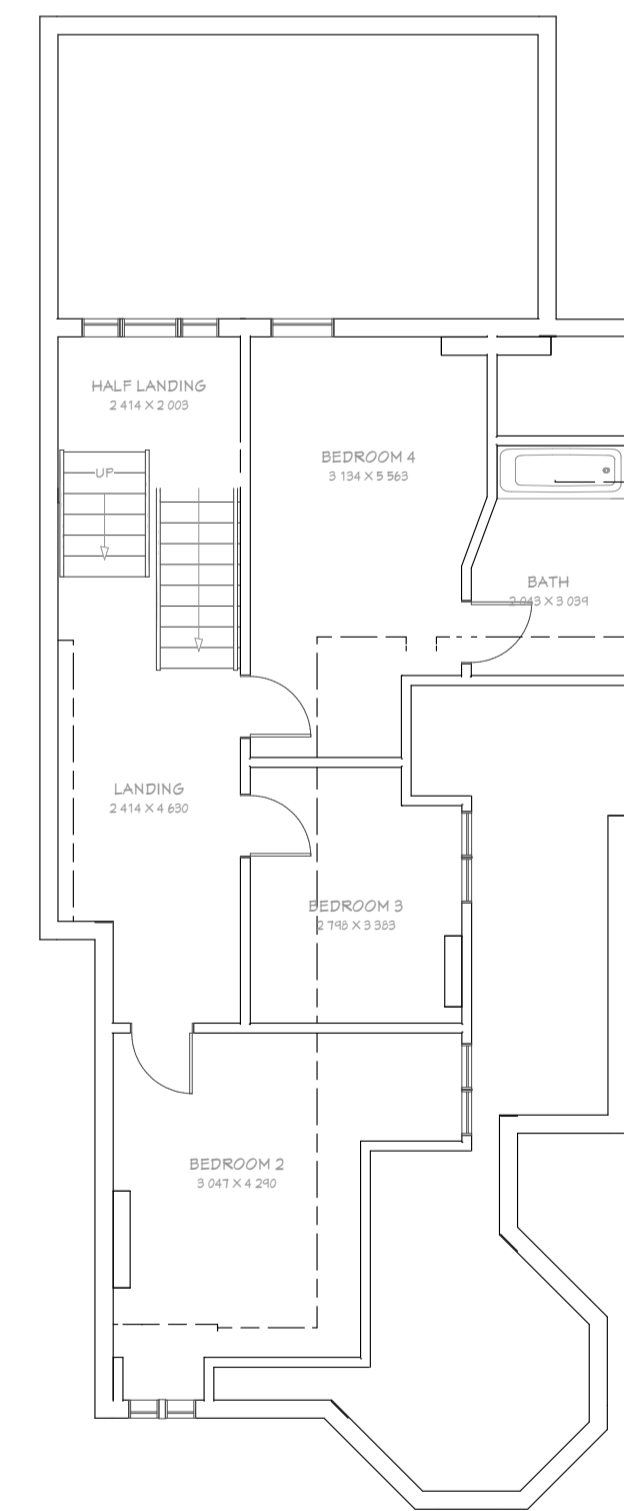 HALF LANDING
2 414 X 2 003
UP
BEDROOM 4
3 134 X 5 563
BATH
2 043 X 3 039
LANDING
2 414 X 4 630
BEDROOM 3
2 798 X 3 383
BEDROOM 2
3 047 X 4 290